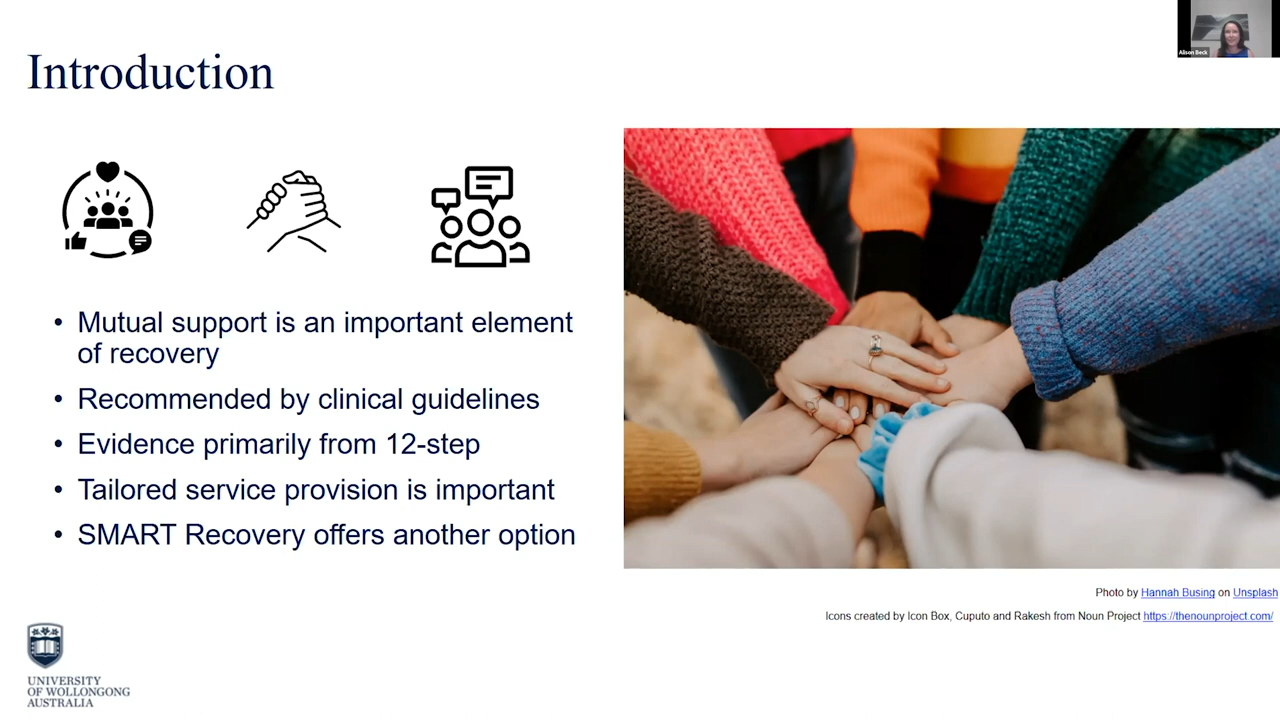 Alison Beck
Introduction
• Mutual support is an important element
of recovery
• Recommended by clinical guidelines
• Evidence primarily from 12-step
• Tailored service provision is important
• SMART Recovery offers another option
Photo by Hannah Busing on Unsplash
Icons created by Icon Box, Cuputo and Rakesh from Noun Project https://thenounproject.com/
UNIVERSITY
OF WOLLONGONG
AUSTRALIA